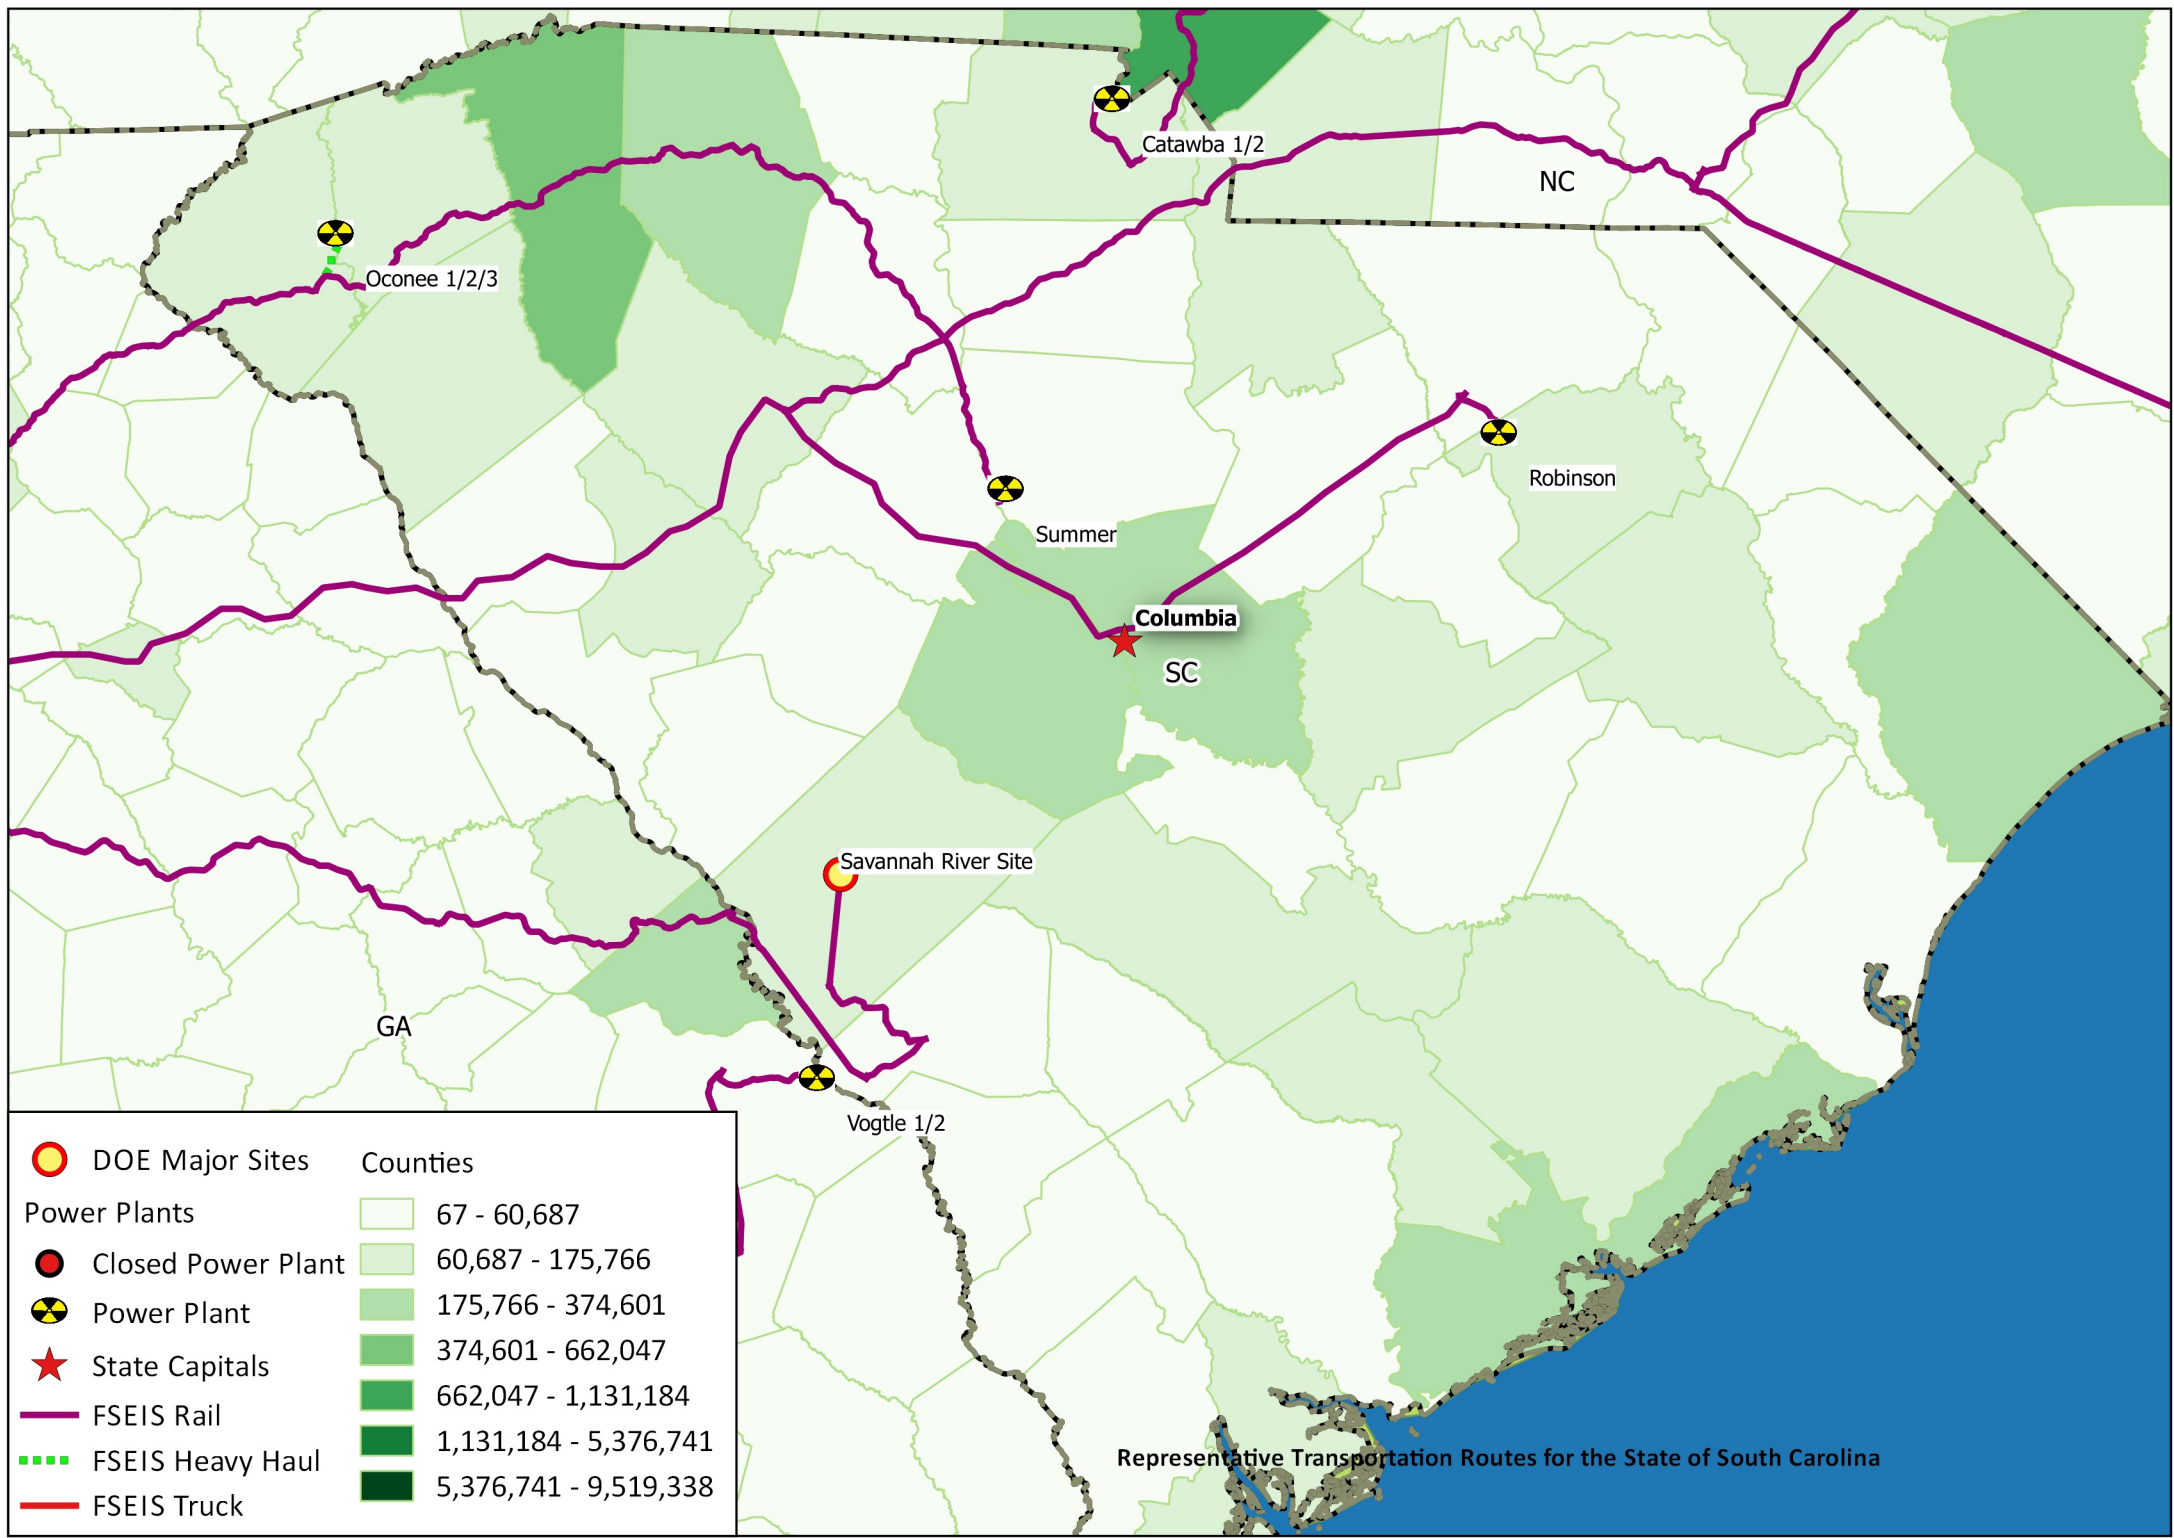 Catawba 1/2
NC
Oconee 1/2/3
Robinson
Summer
Columbia
SC
Savannah River Site
GA
Vogtle 1/2
DOE Major Sites
Power Plants
Closed Power Plant
Power Plant
State Capitals
FSEIS Rail
FSEIS Heavy Haul
FSEIS Truck
Counties
67 - 60,687
60,687 - 175,766
175,766 - 374,601
374,601 - 662,047
662,047 - 1,131,184
1,131,184 - 5,376,741
5,376,741 - 9,519,338
Representative Transportation Routes for the State of South Carolina